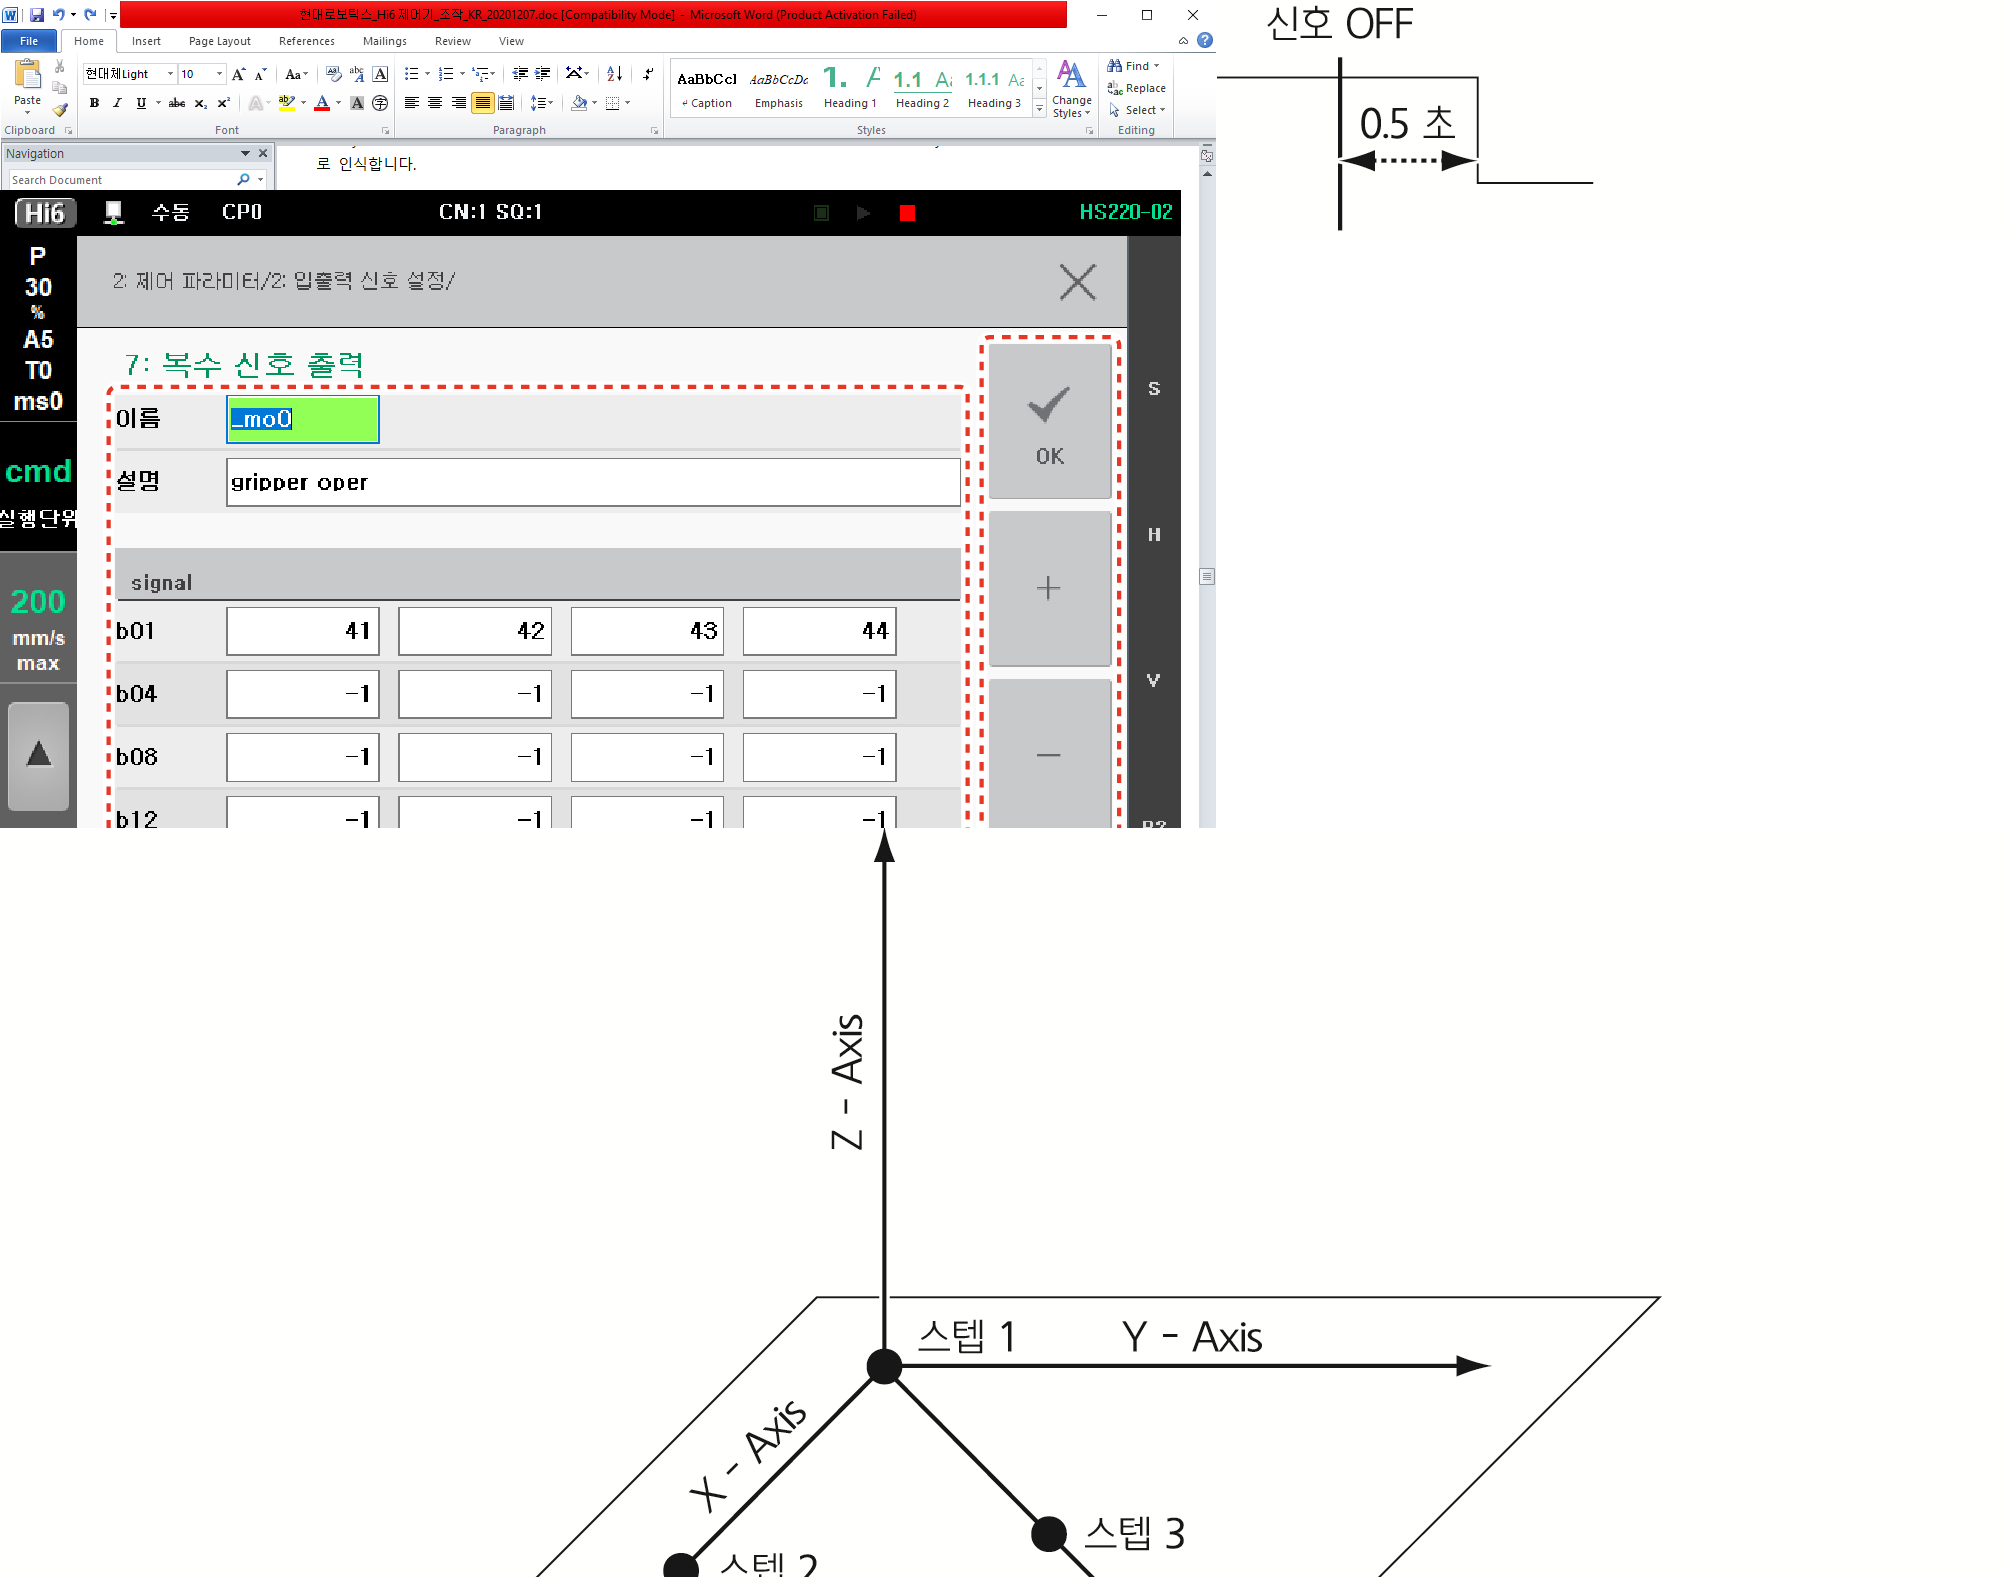 현대로보틱스_Hi6 제어기_조작_KR_20201207.doc [Compatibility Mode] - Microsoft Word (Product Activation Failed)
File Home Insert Page Layout References Mailings Review View
Paste
현대체Light 10
AaBbCcI AaBbCcDc 1. A 1.1 Aa 1.1.1 Aa
Caption Emphasis Heading 1 Heading 2 Heading 3
Change Styles
Find
Replace
Select
Clipboard Font Paragraph Styles Editing
Navigation
Search Document
로 인식합니다.
Hi6 수동 CP0 CN:1 SQ:1 HS220-02
P
30
%
A5
T0
ms0
cmd
실행단위
200
mm/s
max
2: 제어 파라미터/2: 입출력 신호 설정/
7: 복수 신호 출력
이름 _mo0
설명 gripper oper
signal
b01 41 42 43 44
b04 -1 -1 -1 -1
b08 -1 -1 -1 -1
b12 -1 -1 -1 -1
OK
+
−
S
H
V
신호 OFF
0.5 초
Z - Axis
스텝 1 Y - Axis
X - Axis
스텝 3
스텝 2